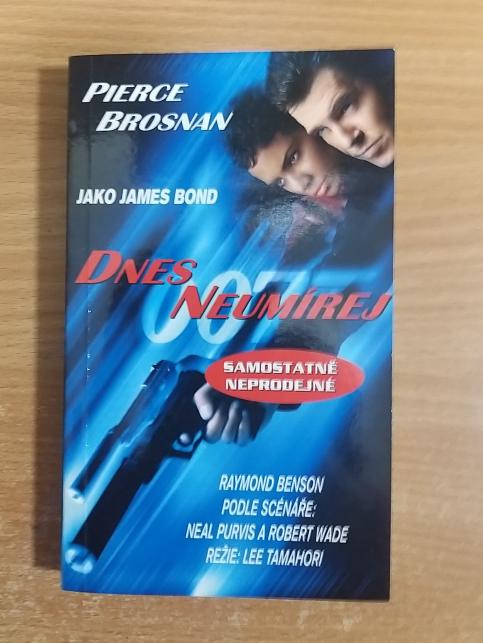 PIERCE
BROSNAN
JAKO JAMES BOND
DNES
007
NEUMÍREJ
SAMOSTATNĚ
NEPRODEJNÉ
RAYMOND BENSON
PODLE SCÉNÁŘE:
NEAL PURVIS A ROBERT WADE
REŽIE: LEE TAMAHORI